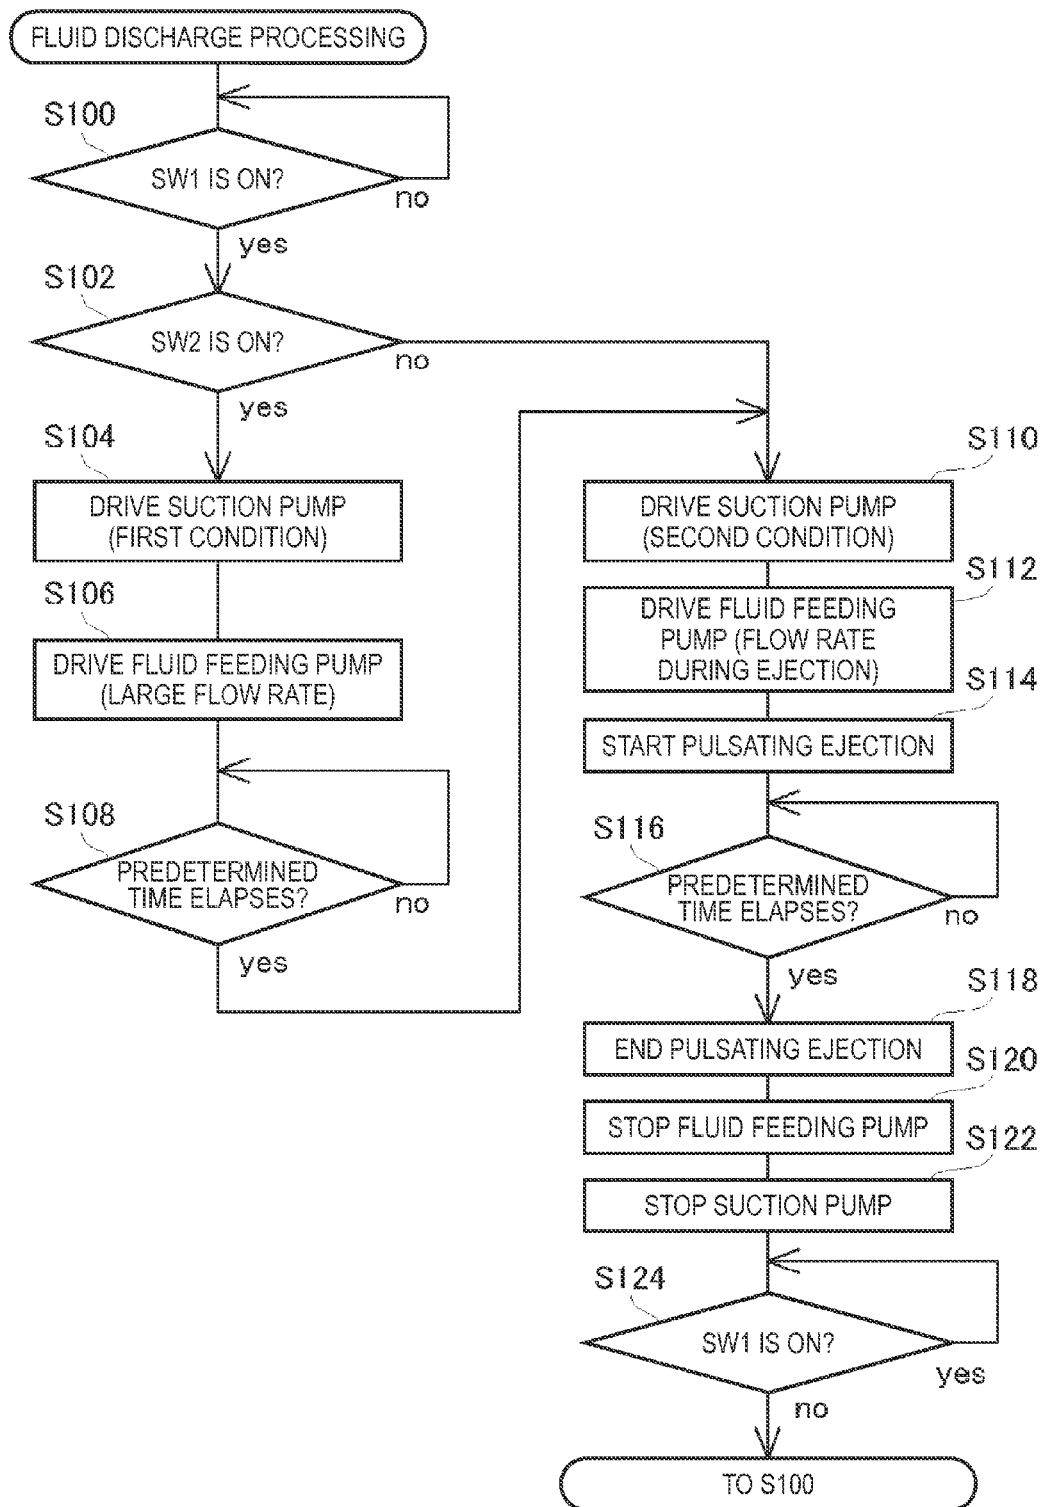 FLUID DISCHARGE PROCESSING
S100
SW1 IS ON?
no
yes
S102
SW2 IS ON?
no
yes
S104
DRIVE SUCTION PUMP
(FIRST CONDITION)
S106
DRIVE FLUID FEEDING PUMP
(LARGE FLOW RATE)
S108
PREDETERMINED
TIME ELAPSES?
no
yes
S110
DRIVE SUCTION PUMP
(SECOND CONDITION)
S112
DRIVE FLUID FEEDING
PUMP (FLOW RATE
DURING EJECTION)
S114
START PULSATING EJECTION
S116
PREDETERMINED
TIME ELAPSES?
no
yes
S118
END PULSATING EJECTION
S120
STOP FLUID FEEDING PUMP
S122
STOP SUCTION PUMP
S124
SW1 IS ON?
yes
no
TO S100